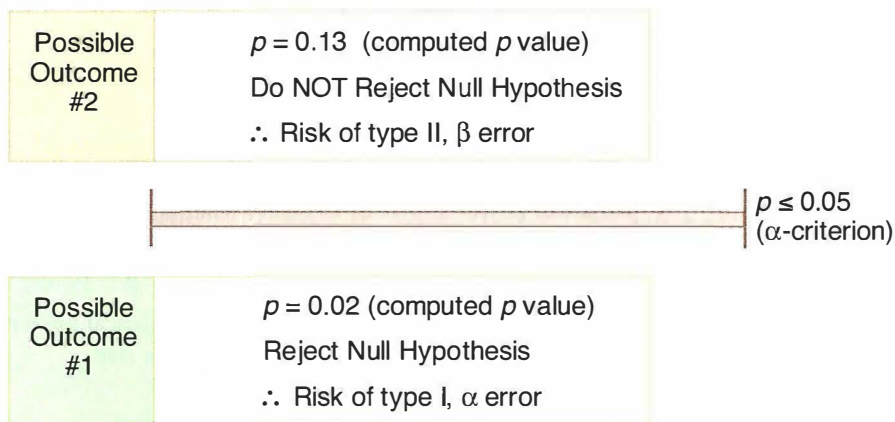 Possible
Outcome
#2
p = 0.13 (computed p value)
Do NOT Reject Null Hypothesis
∴ Risk of type II, β error
p ≤ 0.05
(α-criterion)
Possible
Outcome
#1
p = 0.02 (computed p value)
Reject Null Hypothesis
∴ Risk of type I, α error